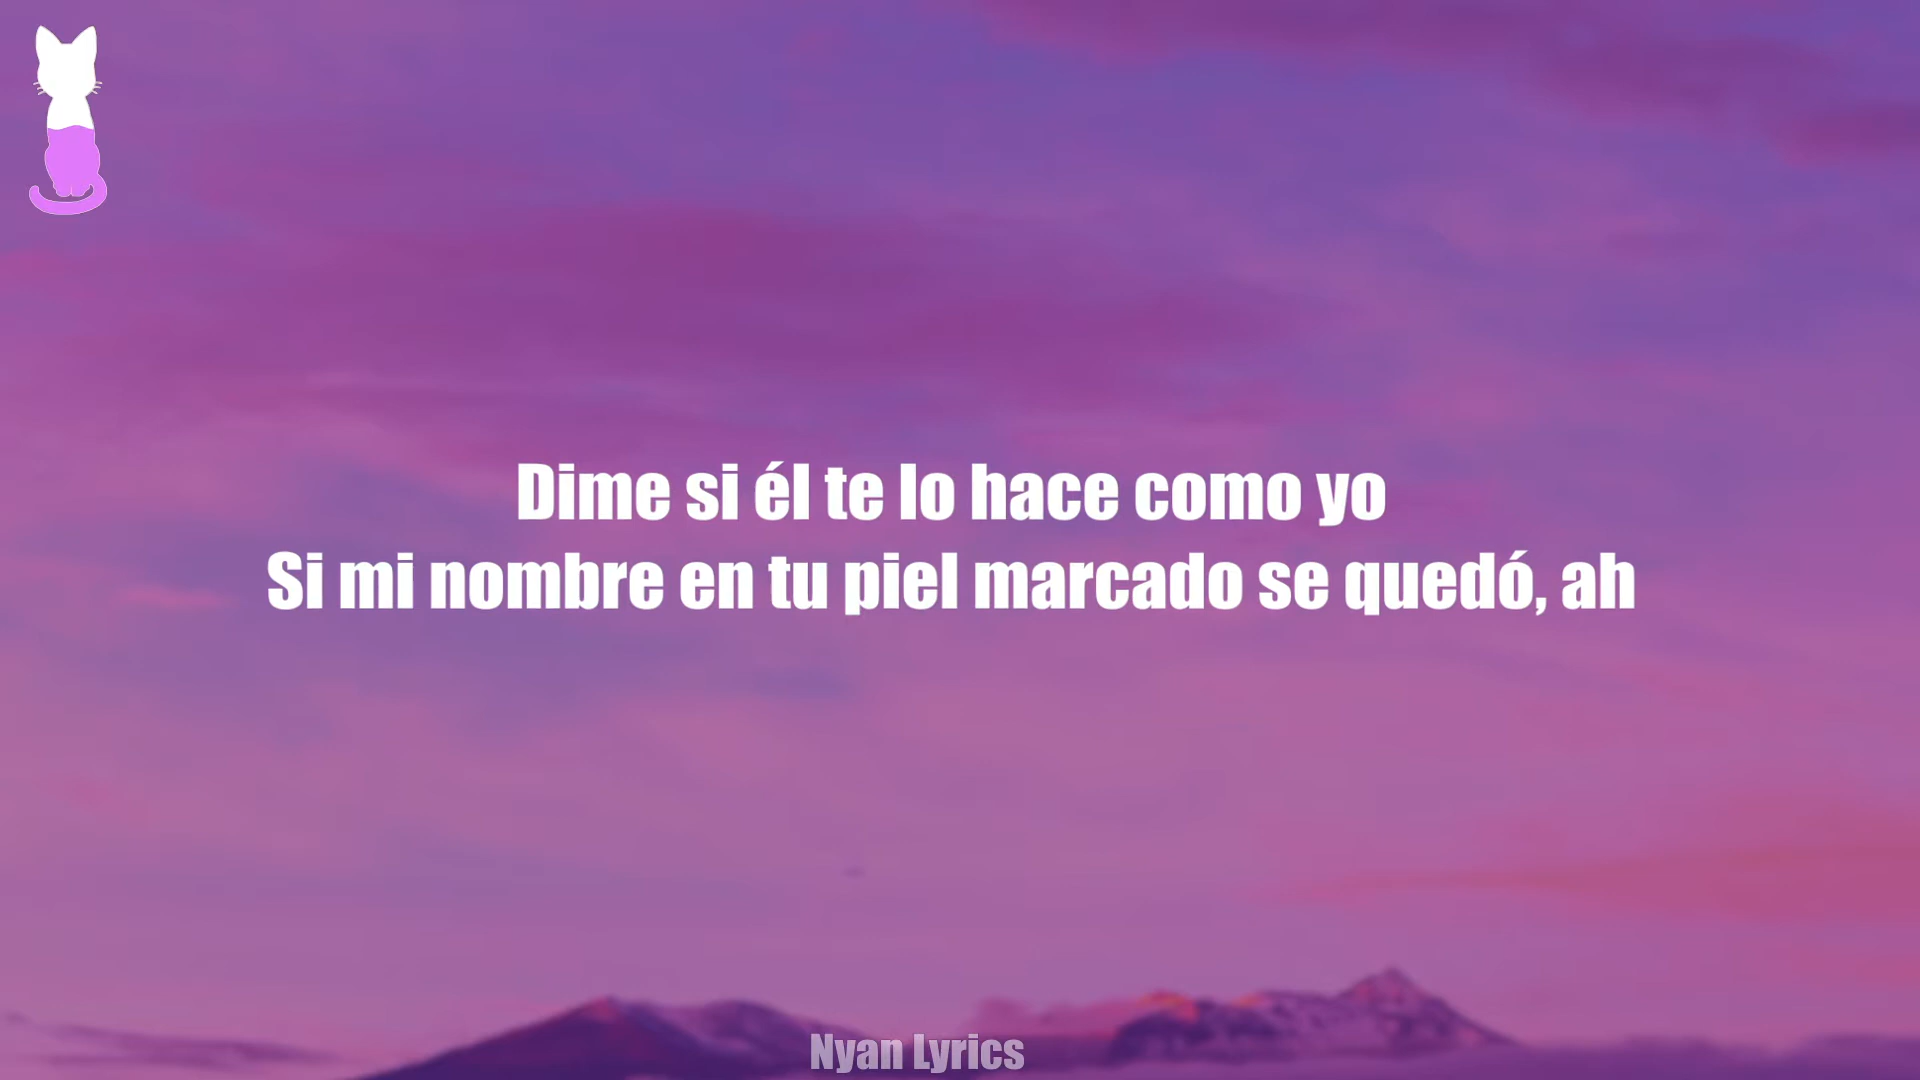 Dime si él te lo hace como yo
Si mi nombre en tu piel marcado se quedó, ah
Nyan Lyrics